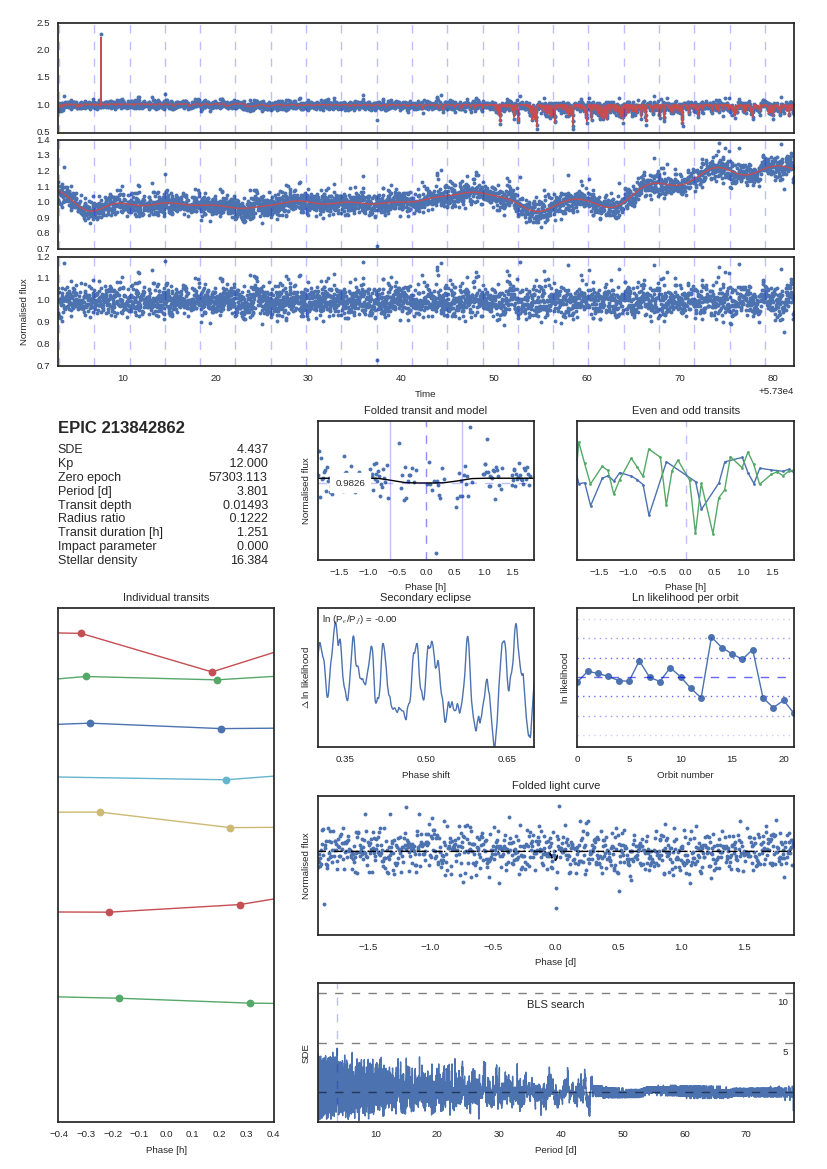 2.5
2.0
1.5
1.0
0.5
1.4
1.3
1.2
1.1
1.0
0.9
0.8
0.7
1.2
1.1
1.0
0.9
0.8
0.7
Normalised flux
10 20 30 40 50 60 70 80
Time
+5.73e4
EPIC 213842862
SDE 4.437
Kp 12.000
Zero epoch 57303.113
Period [d] 3.801
Transit depth 0.01493
Radius ratio 0.1222
Transit duration [h] 1.251
Impact parameter 0.000
Stellar density 16.384
Folded transit and model
Normalised flux
0.9826
−1.5 −1.0 −0.5 0.0 0.5 1.0 1.5
Phase [h]
Even and odd transits
−1.5 −1.0 −0.5 0.0 0.5 1.0 1.5
Phase [h]
Individual transits
−0.4 −0.3 −0.2 −0.1 0.0 0.1 0.2 0.3 0.4
Phase [h]
Secondary eclipse
ln (Pₑ/P𝑓) = -0.00
Δ ln likelihood
0.35 0.50 0.65
Phase shift
Ln likelihood per orbit
ln likelihood
0 5 10 15 20
Orbit number
Folded light curve
Normalised flux
−1.5 −1.0 −0.5 0.0 0.5 1.0 1.5
Phase [d]
BLS search
10
5
SDE
10 20 30 40 50 60 70
Period [d]